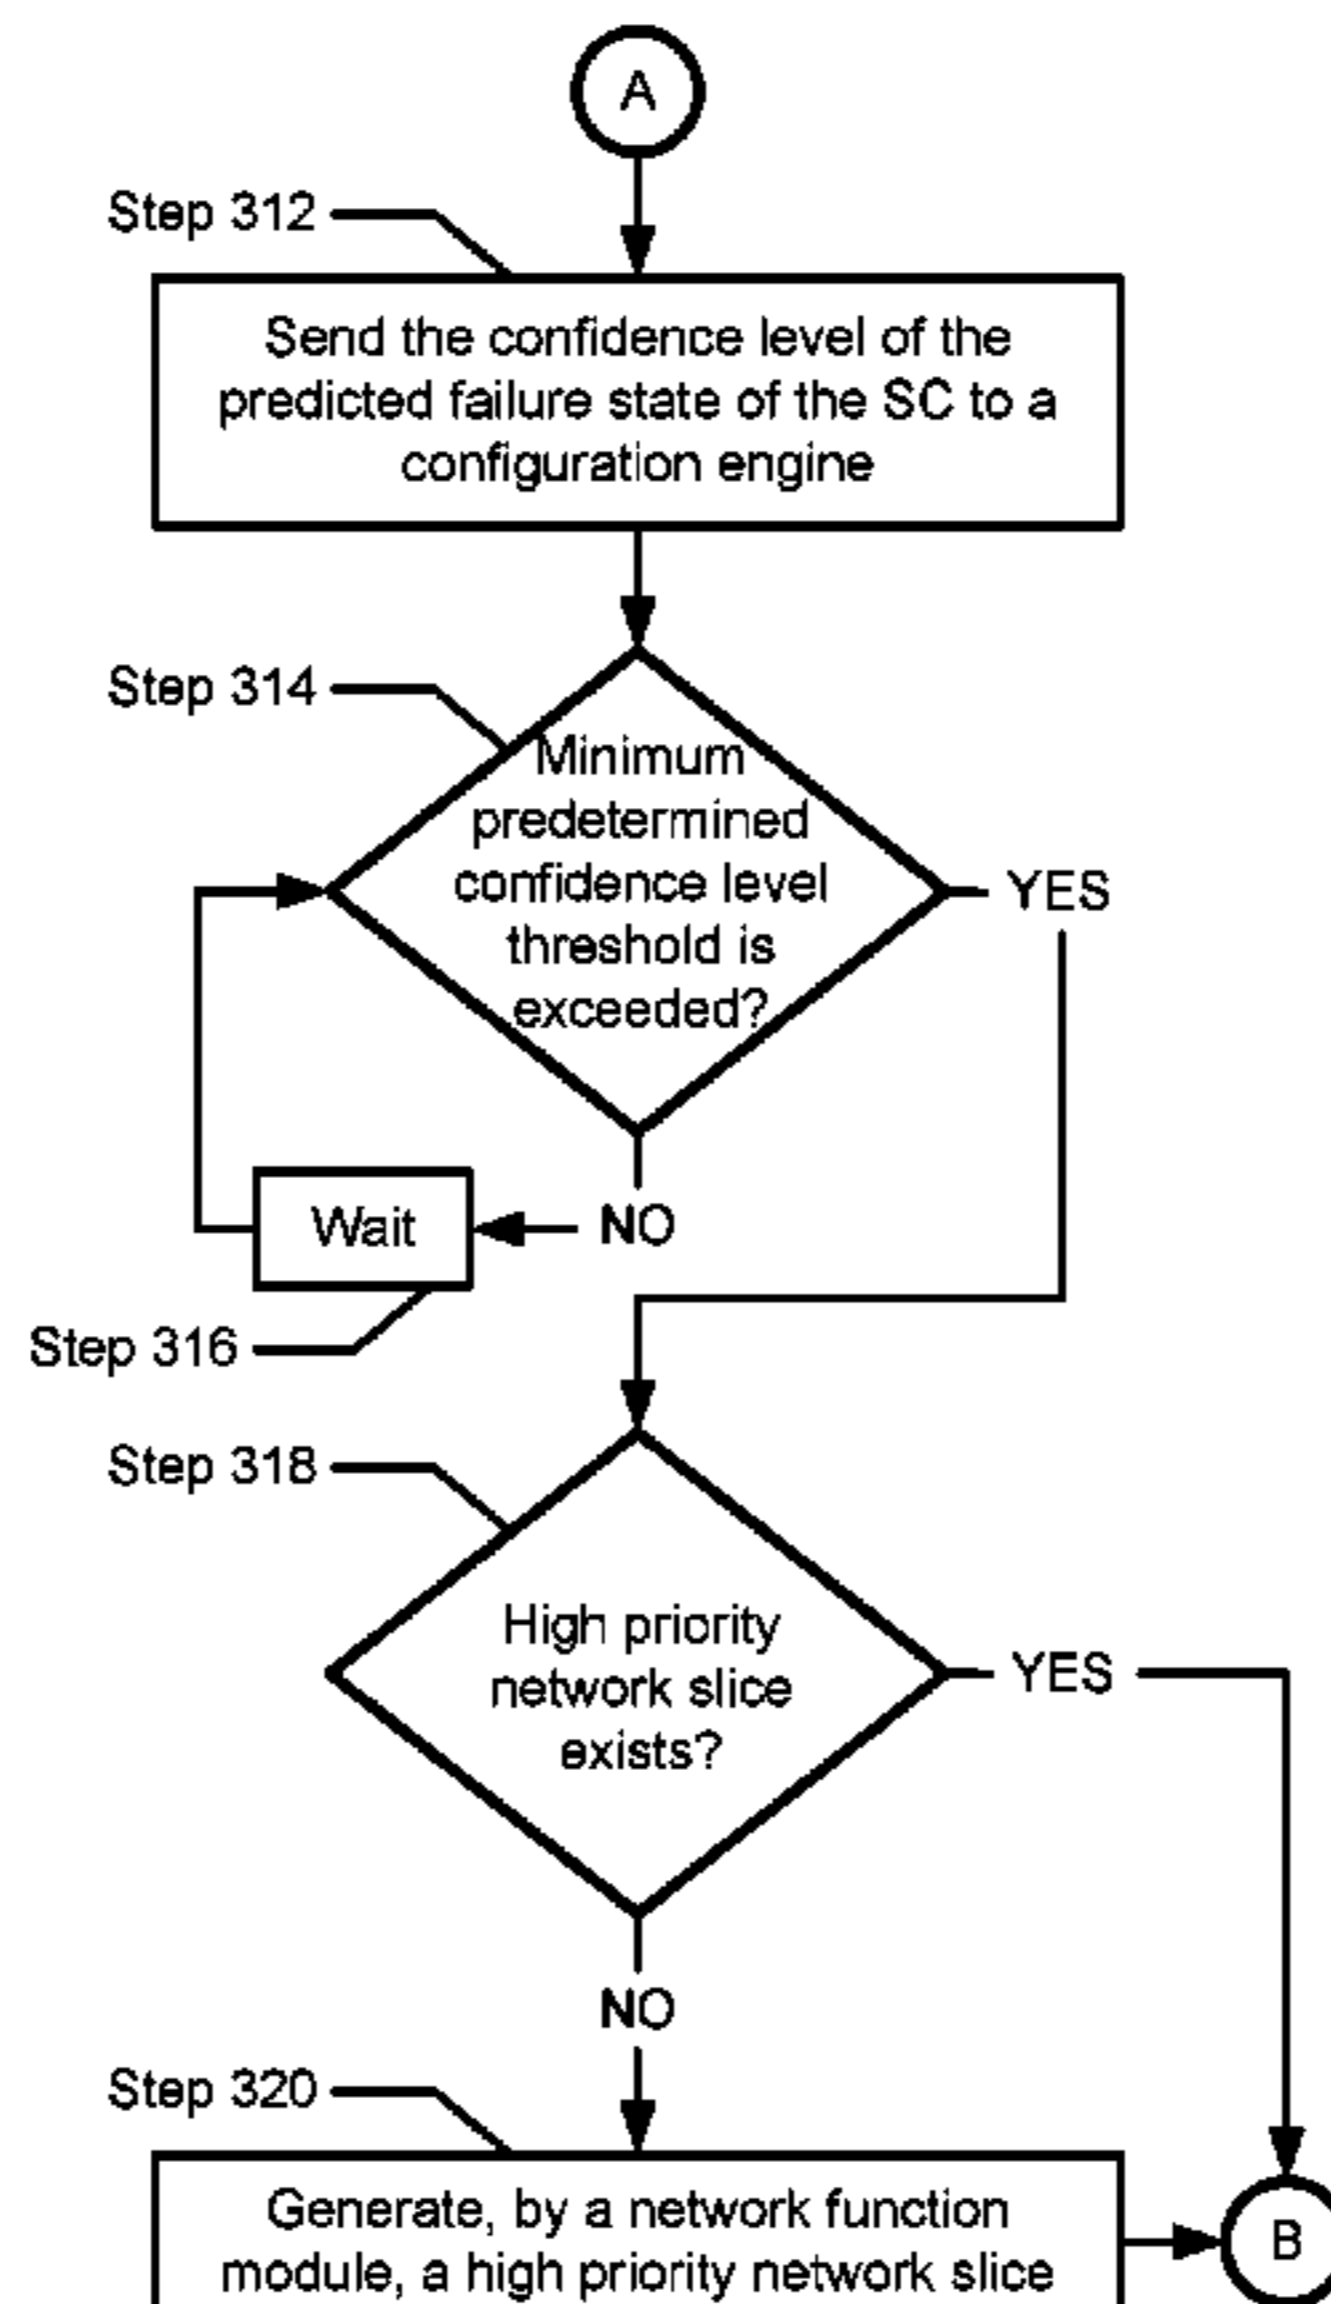 A
Step 312
Send the confidence level of the
predicted failure state of the SC to a
configuration engine
Step 314
Minimum
predetermined
confidence level
threshold is
exceeded?
YES
Wait
NO
Step 316
Step 318
High priority
network slice
exists?
YES
NO
Step 320
Generate, by a network function
module, a high priority network slice
B